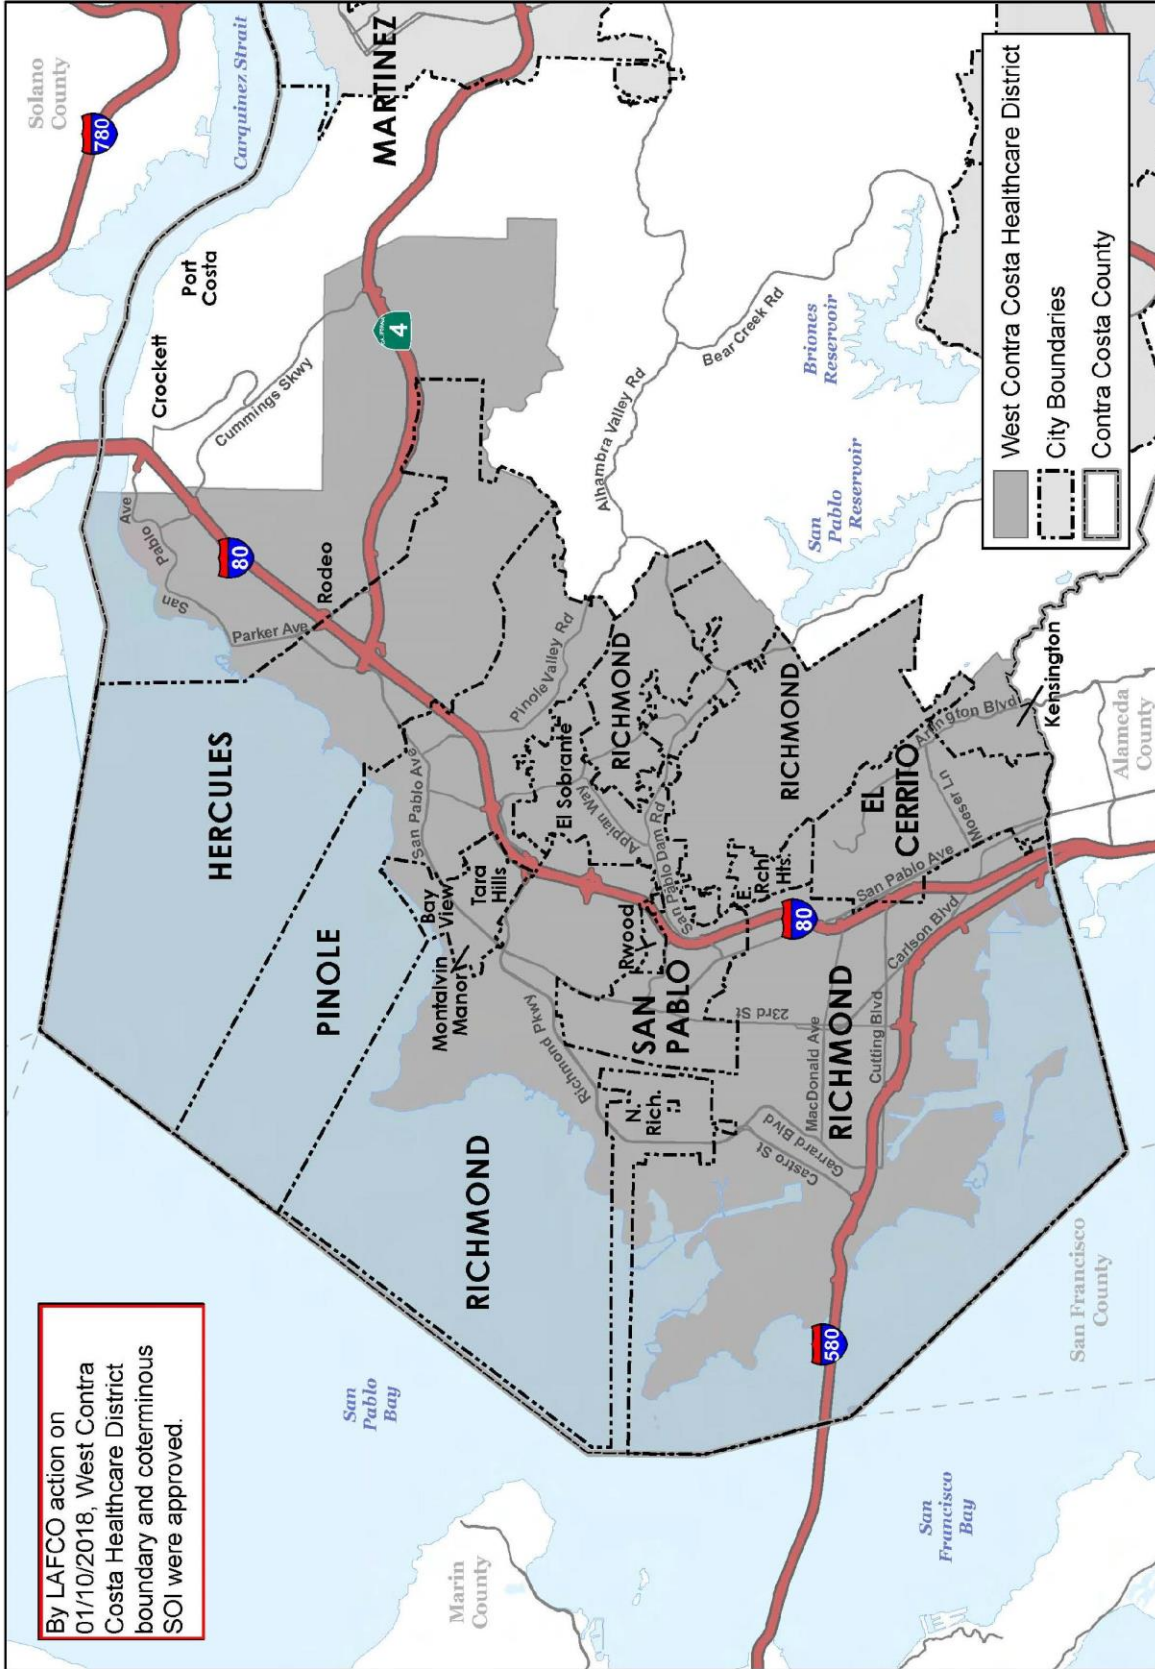 By LAFCO action on
01/10/2018, West Contra
Costa Healthcare District
boundary and coterminous
SOI were approved.
Solano
County
780
Carquinez Strait
MARTINEZ
Port
Costa
Crockett
Cummings Skwy
4
80
San
Pablo
Ave
Rodeo
Parker Ave
HERCULES
PINOLE
RICHMOND
San
Pablo
Bay
Marin
County
San Pablo Ave
Bay
View
Montalvin
Manor
Tara
Hills
Pinole Valley Rd
Alhambra Valley Rd
Bear Creek Rd
Briones
Reservoir
San
Pablo
Reservoir
El Sobrante
RICHMOND
Appian Way
San Pablo Dam Rd
Richmond Pkwy
Rwood
SAN
PABLO
23rd St
N.
Rich.
E.
Rch
Hts.
RICHMOND
80
EL
CERRITO
Arlington Blvd
Moeser Ln
Kensington
San Pablo Ave
Carlson Blvd
Cutting Blvd
MacDonald Ave
RICHMOND
Garrard Blvd
Castro St
580
San
Francisco
Bay
San Francisco
County
Alameda
County
West Contra Costa Healthcare District
City Boundaries
Contra Costa County